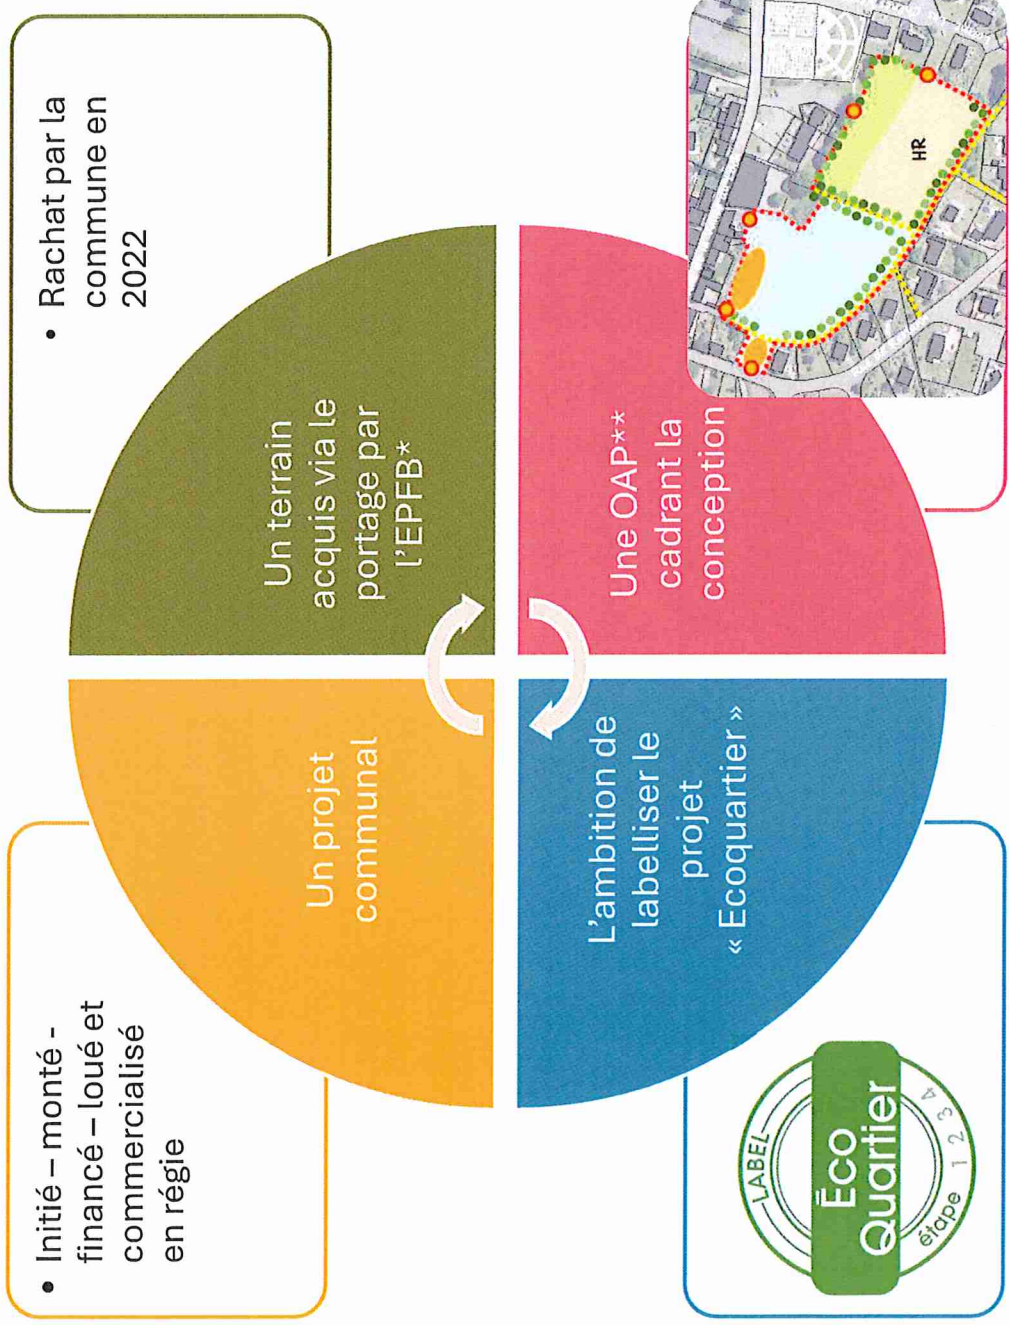 • Initié – monté -
financé – loué et
commercialisé
en régie
Un projet
communal
• Rachat par la
commune en
2022
Un terrain
acquis via le
portage par
l'EPFB*
L'ambition de
labelliser le
projet
« Ecoquartier »
LABEL
Éco
Quartier
étape 1 2 3 4
Une OAP**
cadrant la
conception
HR